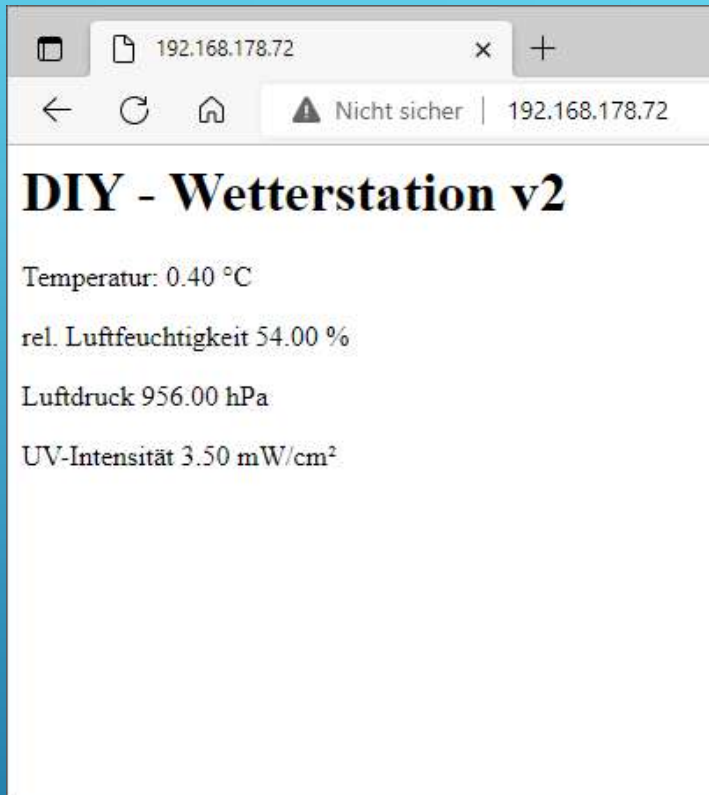 192.168.178.72
Nicht sicher | 192.168.178.72
DIY - Wetterstation v2
Temperatur: 0.40 °C
rel. Luftfeuchtigkeit 54.00 %
Luftdruck 956.00 hPa
UV-Intensität 3.50 mW/cm²